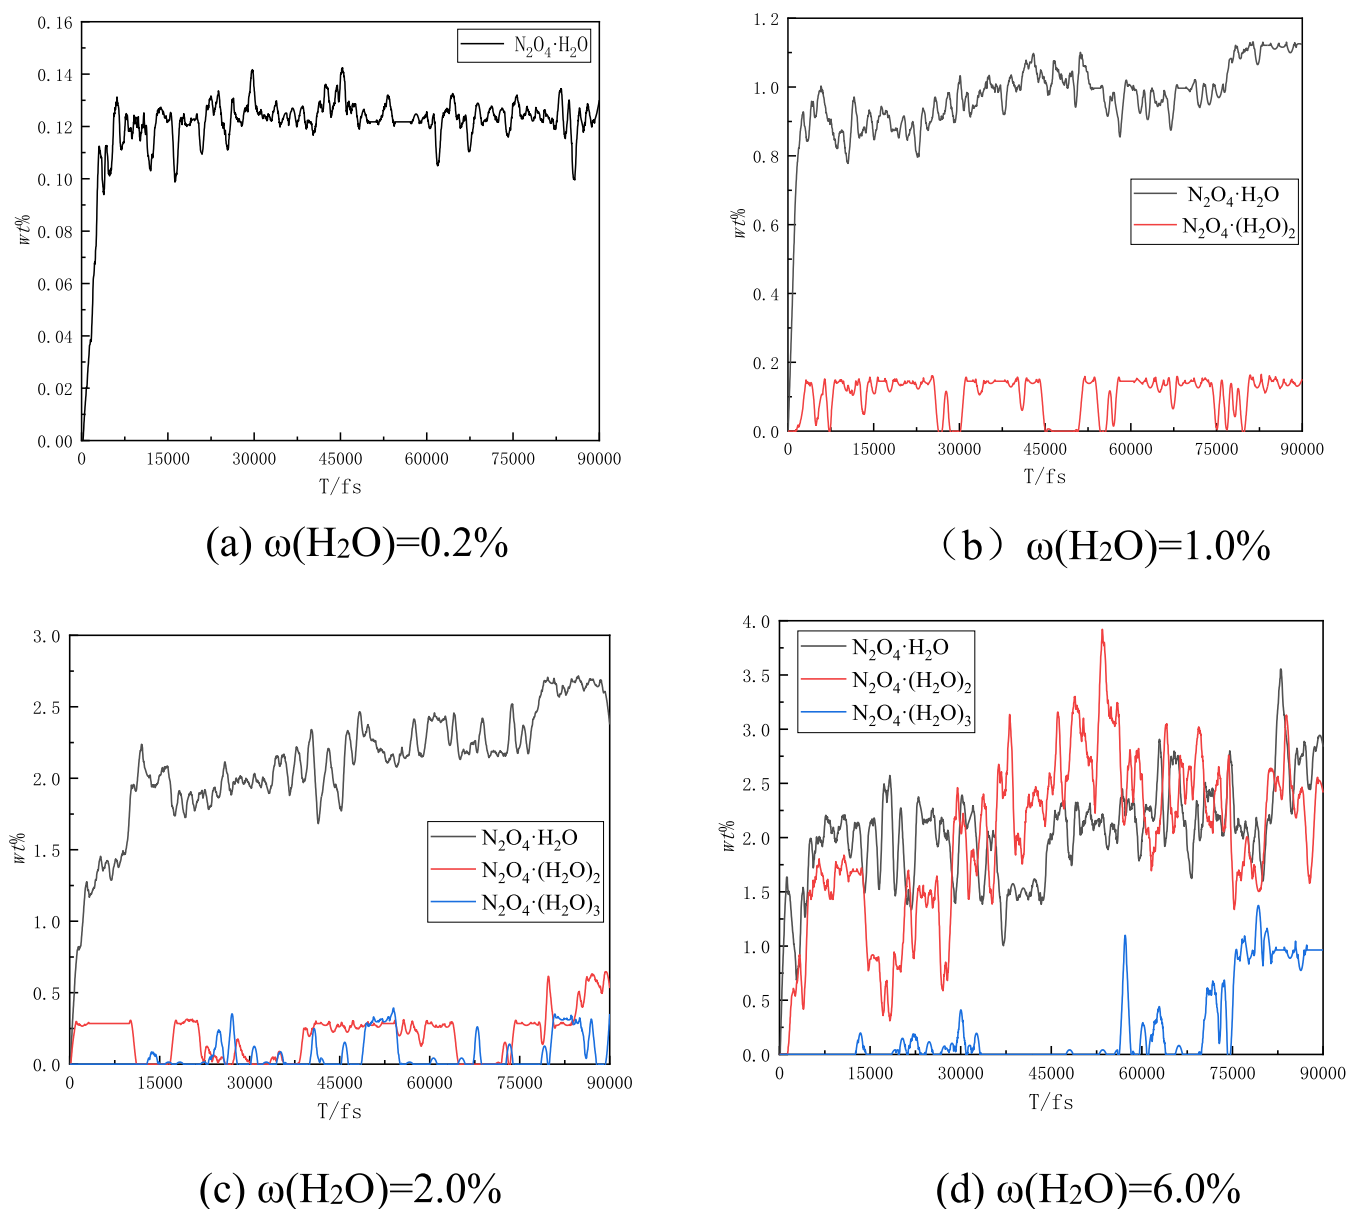 0.16
0.14
0.12
0.10
0.08
0.06
0.04
0.02
0.00
wt%
N₂O₄·H₂O
0 15000 30000 45000 60000 75000 90000
T/fs
(a) ω(H₂O)=0.2%
1.2
1.0
0.8
0.6
0.4
0.2
0.0
wt%
N₂O₄·H₂O
N₂O₄·(H₂O)₂
0 15000 30000 45000 60000 75000 90000
T/fs
（b）ω(H₂O)=1.0%
3.0
2.5
2.0
1.5
1.0
0.5
0.0
wt%
N₂O₄·H₂O
N₂O₄·(H₂O)₂
N₂O₄·(H₂O)₃
0 15000 30000 45000 60000 75000 90000
T/fs
(c) ω(H₂O)=2.0%
4.0
3.5
3.0
2.5
2.0
1.5
1.0
0.5
0.0
wt%
N₂O₄·H₂O
N₂O₄·(H₂O)₂
N₂O₄·(H₂O)₃
0 15000 30000 45000 60000 75000 90000
T/fs
(d) ω(H₂O)=6.0%